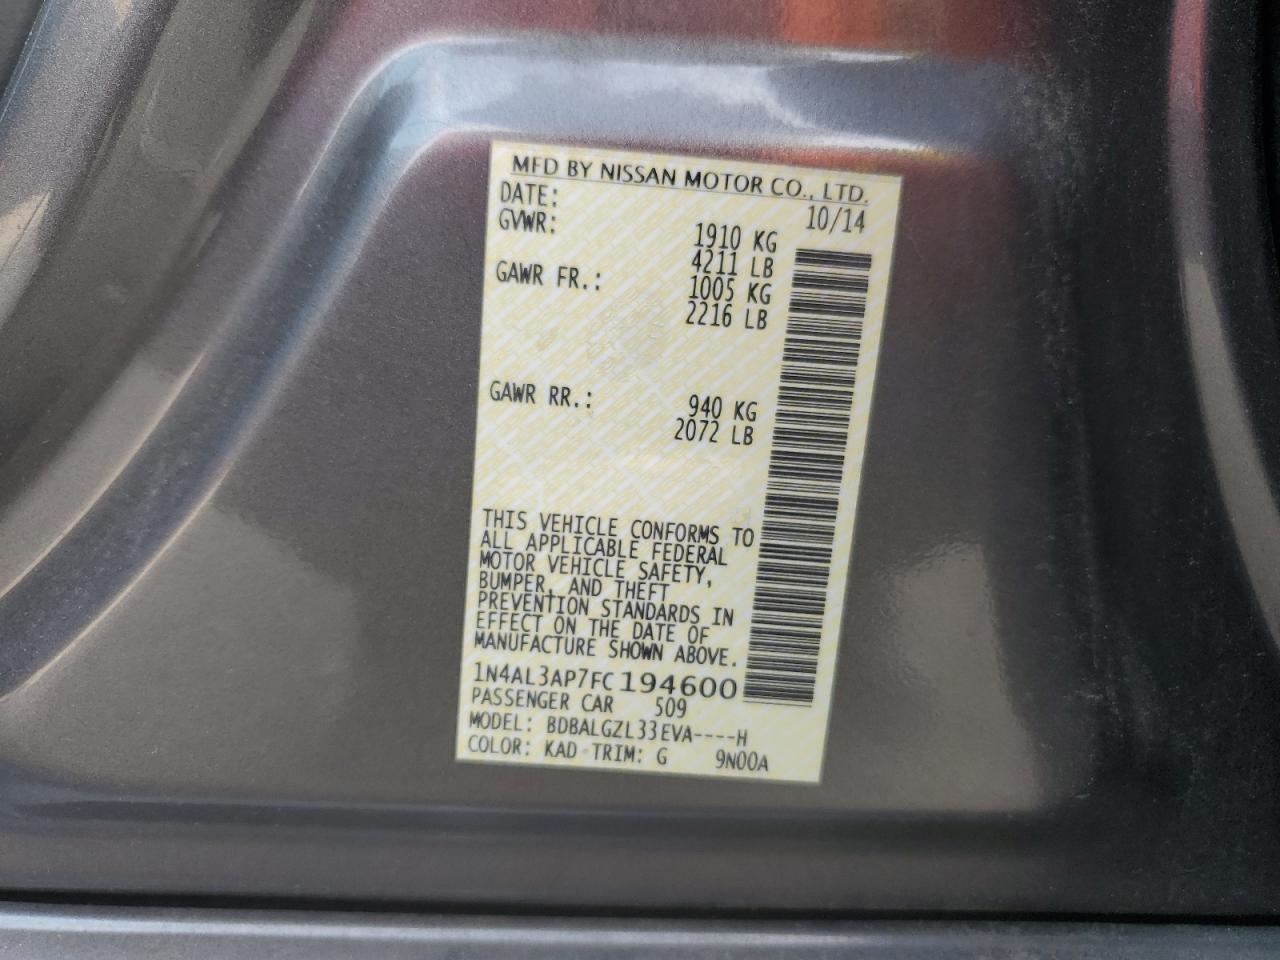 MFD BY NISSAN MOTOR CO., LTD.
DATE: 10/14
GVWR: 1910 KG
4211 LB
GAWR FR.: 1005 KG
2216 LB
GAWR RR.: 940 KG
2072 LB
THIS VEHICLE CONFORMS TO
ALL APPLICABLE FEDERAL
MOTOR VEHICLE SAFETY,
BUMPER, AND THEFT
PREVENTION STANDARDS IN
EFFECT ON THE DATE OF
MANUFACTURE SHOWN ABOVE.
1N4AL3AP7FC194600
PASSENGER CAR 509
MODEL: BDBALGZL33EVA----H
COLOR: KAD TRIM: G 9N00A